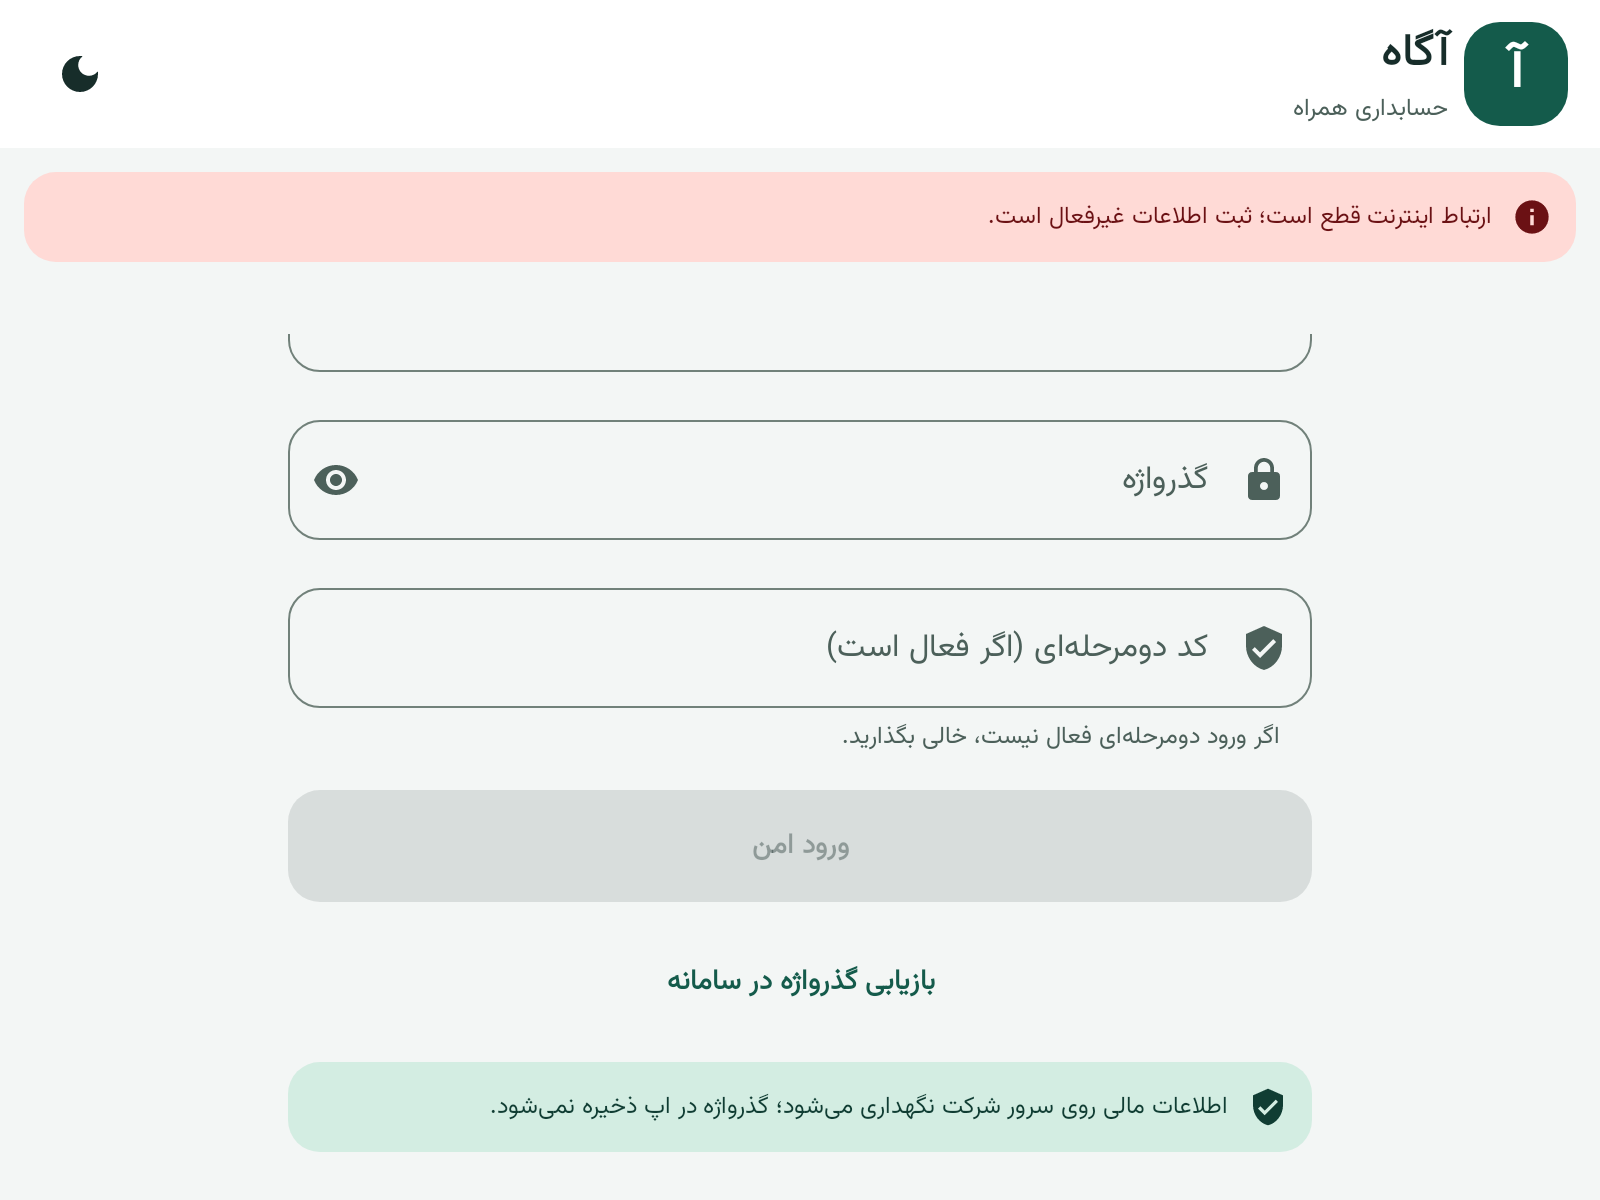 آ
آگاه
حسابداری همراه
ارتباط اینترنت قطع است؛ ثبت اطلاعات غیرفعال است.
گذرواژه
کد دومرحله‌ای (اگر فعال است)
اگر ورود دومرحله‌ای فعال نیست، خالی بگذارید.
ورود امن
بازیابی گذرواژه در سامانه
اطلاعات مالی روی سرور شرکت نگهداری می‌شود؛ گذرواژه در اپ ذخیره نمی‌شود.